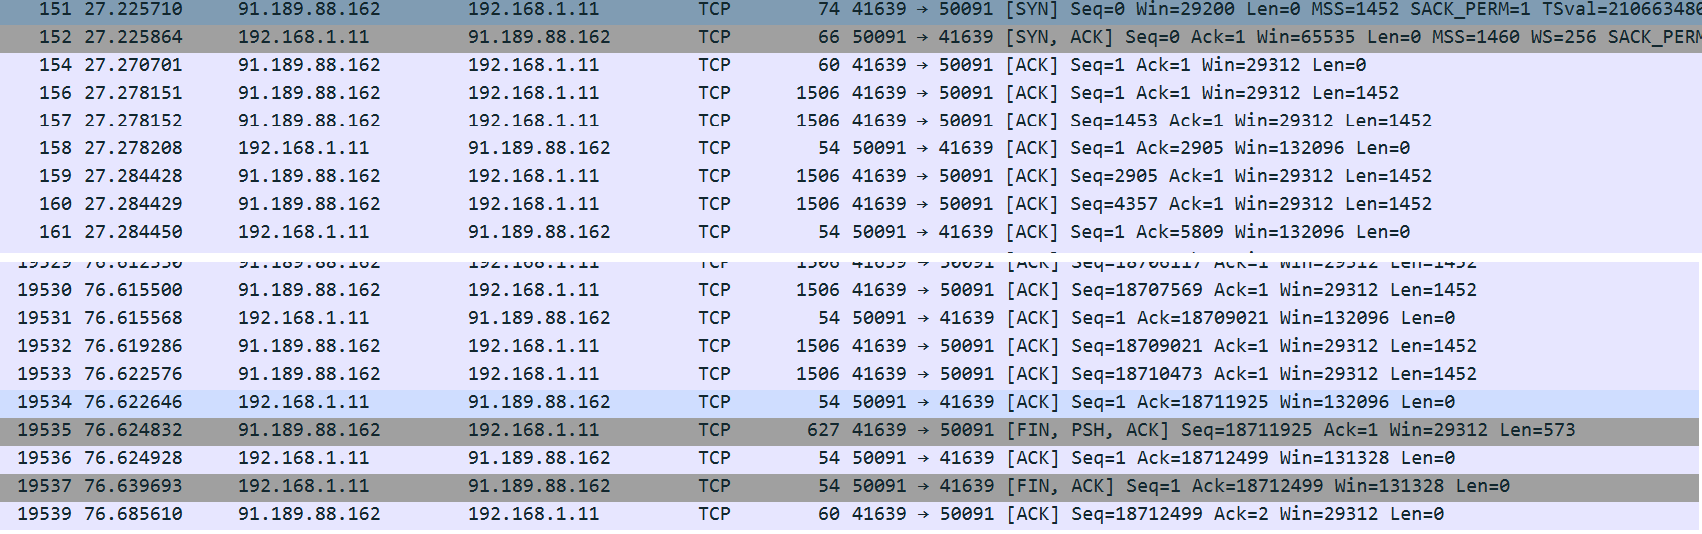 151 27.225710 91.189.88.162 192.168.1.11 TCP 74 41639 → 50091 [SYN] Seq=0 Win=29200 Len=0 MSS=1452 SACK_PERM=1 TSval=210663480
152 27.225864 192.168.1.11 91.189.88.162 TCP 66 50091 → 41639 [SYN, ACK] Seq=0 Ack=1 Win=65535 Len=0 MSS=1460 WS=256 SACK_PERM
154 27.270701 91.189.88.162 192.168.1.11 TCP 60 41639 → 50091 [ACK] Seq=1 Ack=1 Win=29312 Len=0
156 27.278151 91.189.88.162 192.168.1.11 TCP 1506 41639 → 50091 [ACK] Seq=1 Ack=1 Win=29312 Len=1452
157 27.278152 91.189.88.162 192.168.1.11 TCP 1506 41639 → 50091 [ACK] Seq=1453 Ack=1 Win=29312 Len=1452
158 27.278208 192.168.1.11 91.189.88.162 TCP 54 50091 → 41639 [ACK] Seq=1 Ack=2905 Win=132096 Len=0
159 27.284428 91.189.88.162 192.168.1.11 TCP 1506 41639 → 50091 [ACK] Seq=2905 Ack=1 Win=29312 Len=1452
160 27.284429 91.189.88.162 192.168.1.11 TCP 1506 41639 → 50091 [ACK] Seq=4357 Ack=1 Win=29312 Len=1452
161 27.284450 192.168.1.11 91.189.88.162 TCP 54 50091 → 41639 [ACK] Seq=1 Ack=5809 Win=132096 Len=0
19529 91.189.88.162 192.168.1.11 TCP 1506 41639 → 50091 [ACK] Seq=18706117 Ack=1 Win=29312 Len=1452
19530 76.615500 91.189.88.162 192.168.1.11 TCP 1506 41639 → 50091 [ACK] Seq=18707569 Ack=1 Win=29312 Len=1452
19531 76.615568 192.168.1.11 91.189.88.162 TCP 54 50091 → 41639 [ACK] Seq=1 Ack=18709021 Win=132096 Len=0
19532 76.619286 91.189.88.162 192.168.1.11 TCP 1506 41639 → 50091 [ACK] Seq=18709021 Ack=1 Win=29312 Len=1452
19533 76.622576 91.189.88.162 192.168.1.11 TCP 1506 41639 → 50091 [ACK] Seq=18710473 Ack=1 Win=29312 Len=1452
19534 76.622646 192.168.1.11 91.189.88.162 TCP 54 50091 → 41639 [ACK] Seq=1 Ack=18711925 Win=132096 Len=0
19535 76.624832 91.189.88.162 192.168.1.11 TCP 627 41639 → 50091 [FIN, PSH, ACK] Seq=18711925 Ack=1 Win=29312 Len=573
19536 76.624928 192.168.1.11 91.189.88.162 TCP 54 50091 → 41639 [ACK] Seq=1 Ack=18712499 Win=131328 Len=0
19537 76.639693 192.168.1.11 91.189.88.162 TCP 54 50091 → 41639 [FIN, ACK] Seq=1 Ack=18712499 Win=131328 Len=0
19539 76.685610 91.189.88.162 192.168.1.11 TCP 60 41639 → 50091 [ACK] Seq=18712499 Ack=2 Win=29312 Len=0